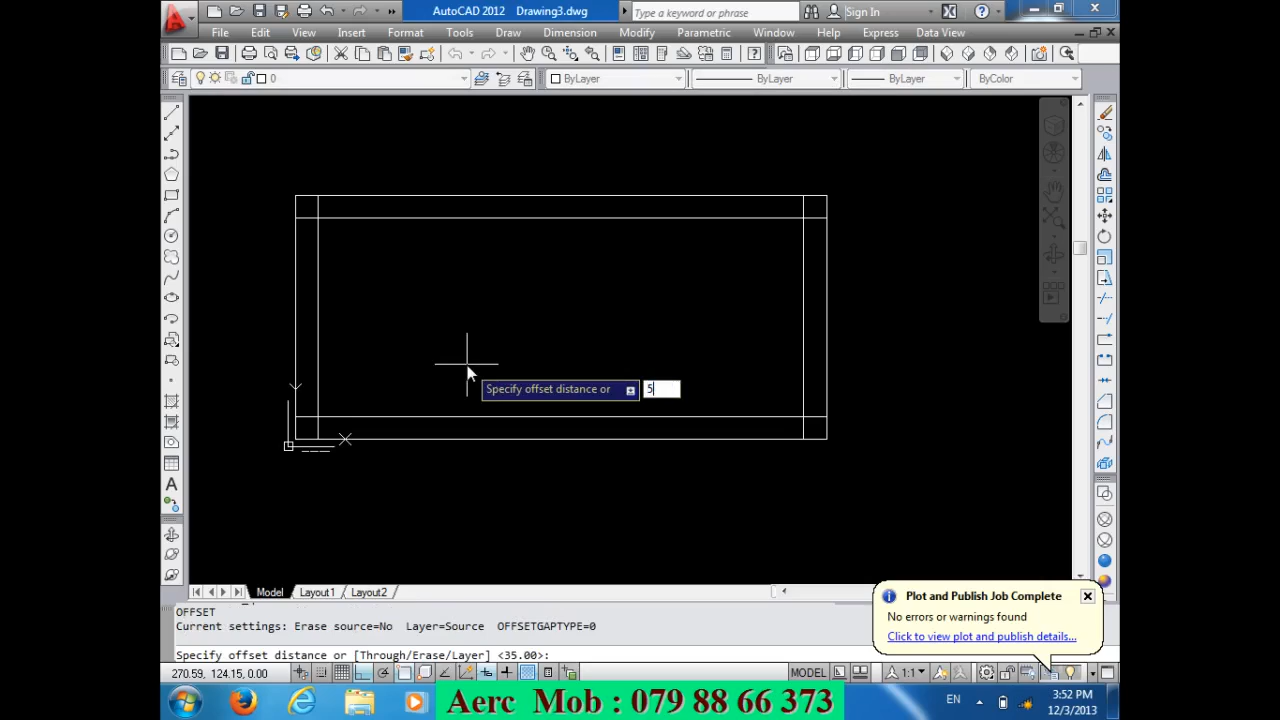 AutoCAD 2012 Drawing3.dwg
Type a keyword or phrase
Sign In
File Edit View Insert Format Tools Draw Dimension Modify Parametric Window Help Express Data View
0
ByLayer
ByLayer
ByLayer
ByColor
Specify offset distance or
5
Model Layout1 Layout2
OFFSET
Current settings: Erase source=No Layer=Source OFFSETGAPTYPE=0
Specify offset distance or [Through/Erase/Layer] <35.00>:
Plot and Publish Job Complete
No errors or warnings found
Click to view plot and publish details...
270.59, 124.15, 0.00
MODEL
1:1
Aerc Mob : 079 88 66 373
EN
3:52 PM
12/3/2013